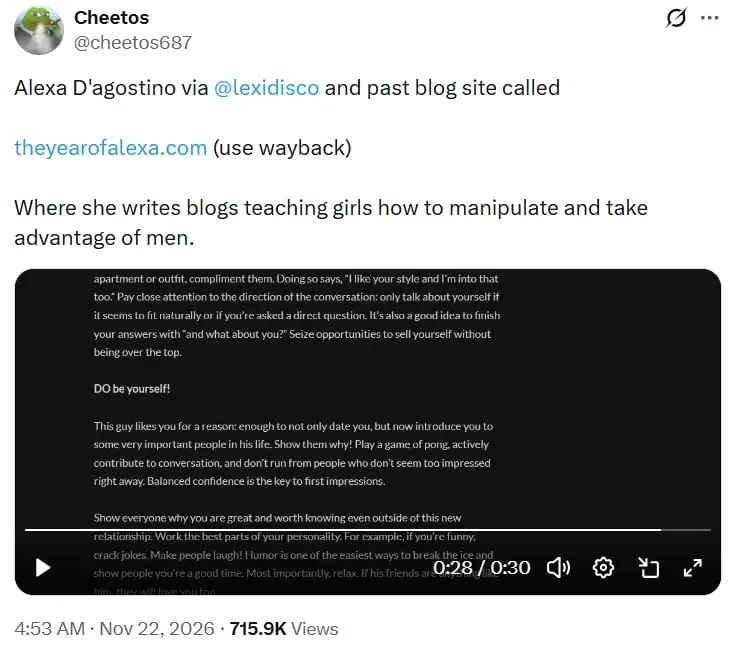 Cheetos
@cheetos687
Alexa D'agostino via @lexidisco and past blog site called
theyearofalexa.com (use wayback)
Where she writes blogs teaching girls how to manipulate and take
advantage of men.
apartment or outfit, compliment them. Doing so says, "I like your style and I'm into that
too." Pay close attention to the direction of the conversation: only talk about yourself if
it seems to fit naturally or if you're asked a direct question. It's also a good idea to finish
your answers with "and what about you?" Seize opportunities to sell yourself without
being over the top.
DO be yourself!
This guy likes you for a reason: enough to not only date you, but now introduce you to
some very important people in his life. Show them why! Play a game of pong, actively
contribute to conversation, and don't run from people who don't seem too impressed
right away. Balanced confidence is the key to first impressions.
Show everyone why you are great and worth knowing even outside of this new
relationship. Work the best parts of your personality. For example, if you're funny,
crack jokes. Make people laugh! Humor is one of the easiest ways to break the ice and
show people you're a good time. Most importantly, relax. If his friends are anything like
him, they will love you too
0:28 / 0:30
4:53 AM · Nov 22, 2026 · 715.9K Views